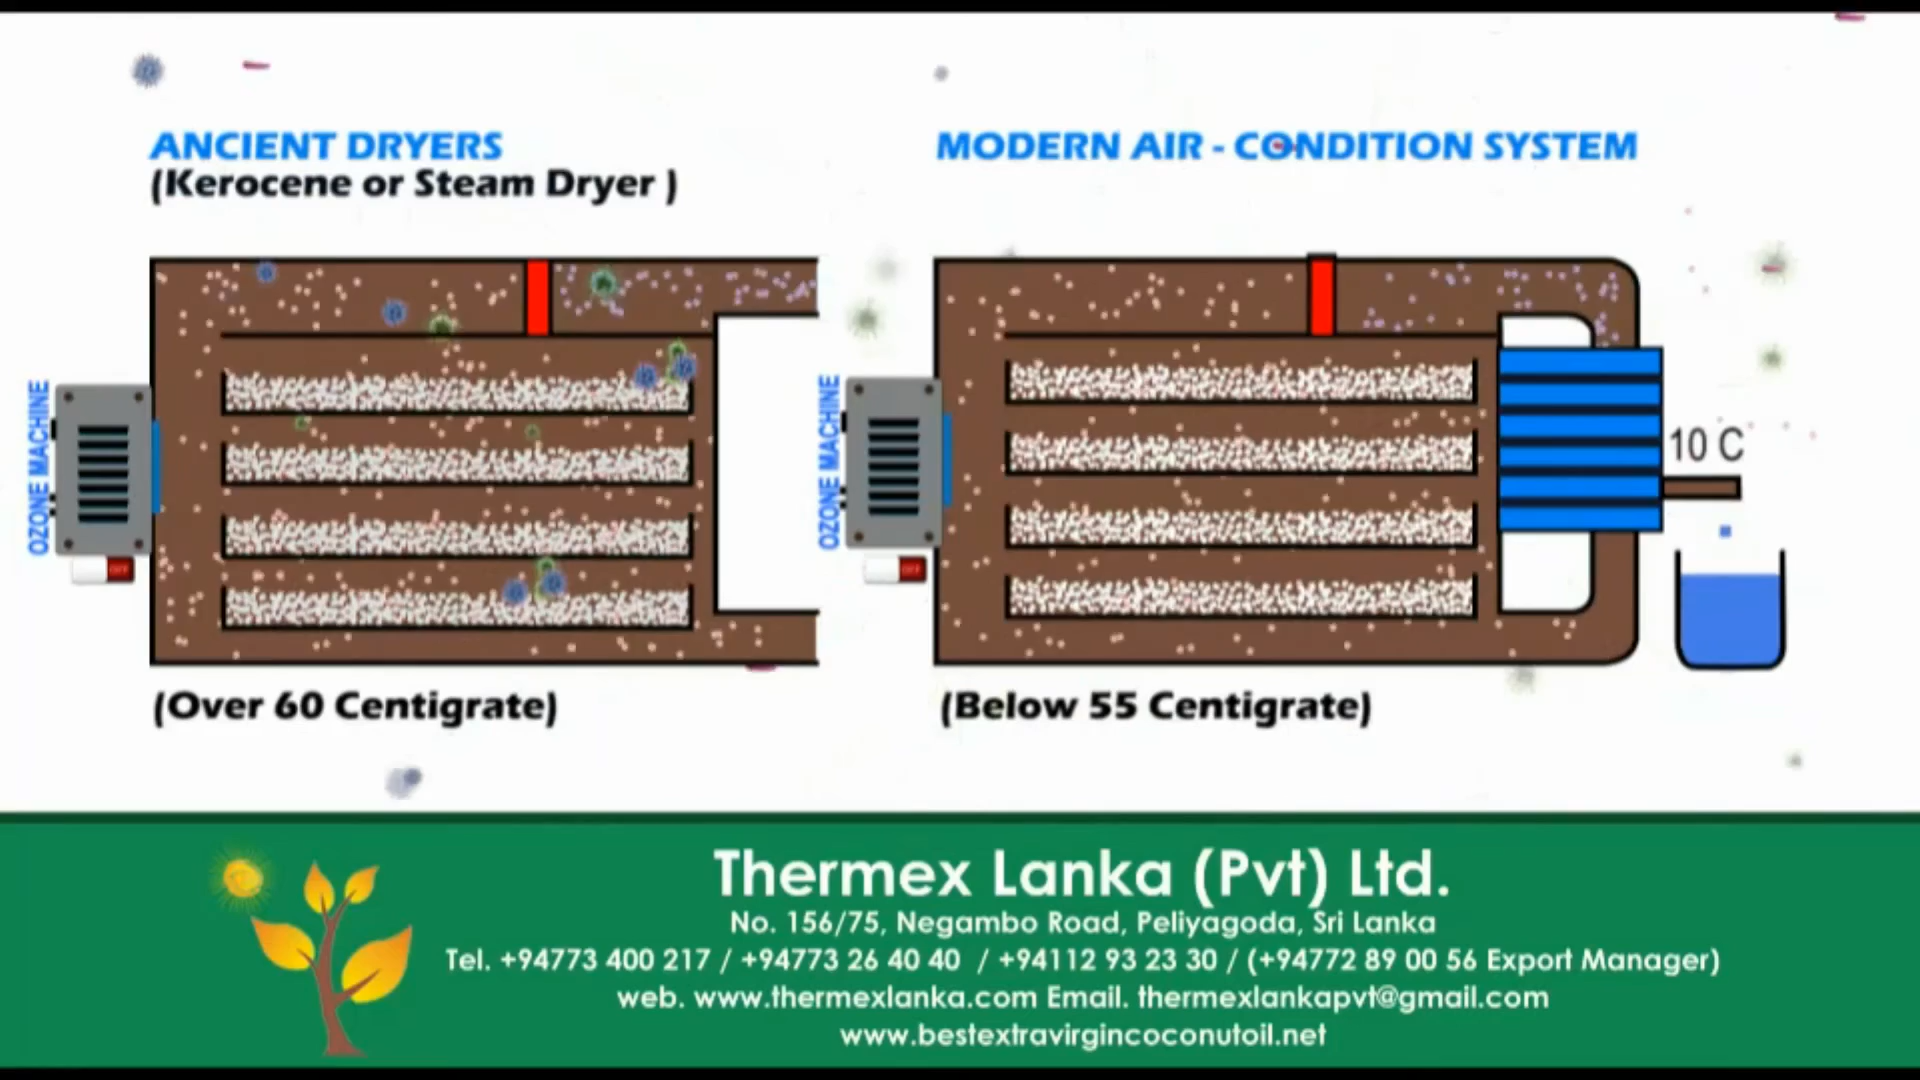 ANCIENT DRYERS
(Kerocene or Steam Dryer )
OZONE MACHINE
OFF
(Over 60 Centigrate)
MODERN AIR - CONDITION SYSTEM
OZONE MACHINE
OFF
10 C
(Below 55 Centigrate)
Thermex Lanka (Pvt) Ltd.
No. 156/75, Negambo Road, Peliyagoda, Sri Lanka
Tel. +94773 400 217 / +94773 26 40 40 / +94112 93 23 30 / (+94772 89 00 56 Export Manager)
web. www.thermexlanka.com Email. thermexlankapvt@gmail.com
www.bestextravirgincoconutoil.net